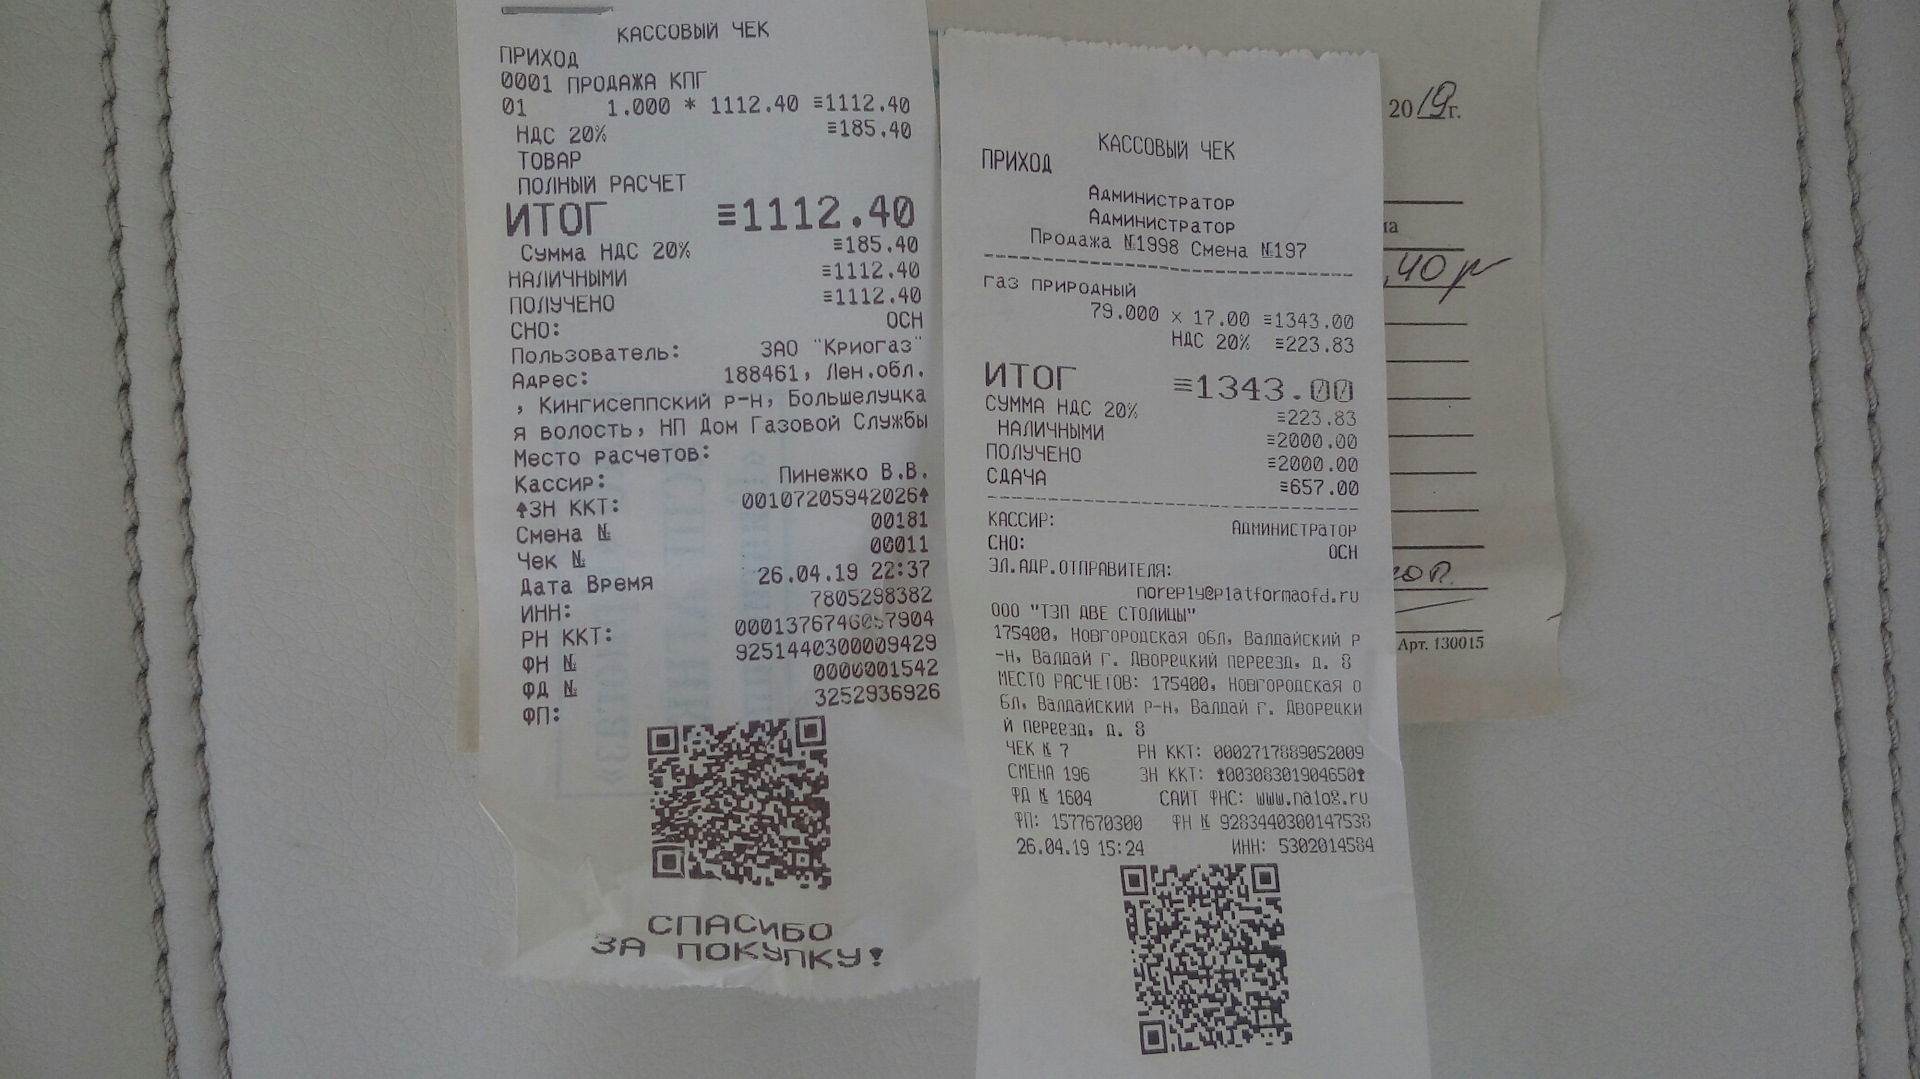 КАССОВЫЙ ЧЕК
ПРИХОД
0001 ПРОДАЖА КПГ
01 1.000 * 1112.40 ≡1112.40
НДС 20% ≡185.40
ТОВАР
ПОЛНЫЙ РАСЧЕТ
ИТОГ ≡1112.40
Сумма НДС 20% ≡185.40
НАЛИЧНЫМИ ≡1112.40
ПОЛУЧЕНО ≡1112.40
СНО: ОСН
Пользователь: ЗАО "Криогаз"
Адрес: 188461, Лен.обл.
, Кингисеппский р-н, Большелуцка
я волость, НП Дом Газовой Службы
Место расчетов:
Кассир: Пинежко В.В.
↑ЗН ККТ: 00107205942026↑
Смена № 00181
Чек № 00011
Дата Время 26.04.19 22:37
ИНН: 7805298382
РН ККТ: 0001376746057904
ФН № 9251440300009429
ФД № 0000001542
ФП: 3252936926
СПАСИБО
ЗА ПОКУПКУ!
КАССОВЫЙ ЧЕК
ПРИХОД
Администратор
Администратор
Продажа №1998 Смена №197
газ природный
79.000 x 17.00 ≡1343.00
НДС 20% ≡223.83
ИТОГ ≡1343.00
СУММА НДС 20% ≡223.83
НАЛИЧНЫМИ ≡2000.00
ПОЛУЧЕНО ≡2000.00
СДАЧА ≡657.00
КАССИР: Администратор
СНО: ОСН
ЭЛ.АДР.ОТПРАВИТЕЛЯ:
noreply@platformaofd.ru
ООО "ТЗП ДВЕ СТОЛИЦЫ"
175400, Новгородская обл, Валдайский р
-н, Валдай г. Дворецкий переезд, д. 8
МЕСТО РАСЧЕТОВ: 175400, Новгородская о
бл, Валдайский р-н, Валдай г. Дворецки
й переезд, д. 8
ЧЕК № 7 РН ККТ: 0002717889052009
СМЕНА 196 ЗН ККТ: ↑00308301904650↑
ФД № 1604 САЙТ ФНС: www.nalog.ru
ФП: 1577670300 ФН № 9283440300147538
26.04.19 15:24 ИНН: 5302014584
2019г.
,40 р
коп.
Арт. 130015